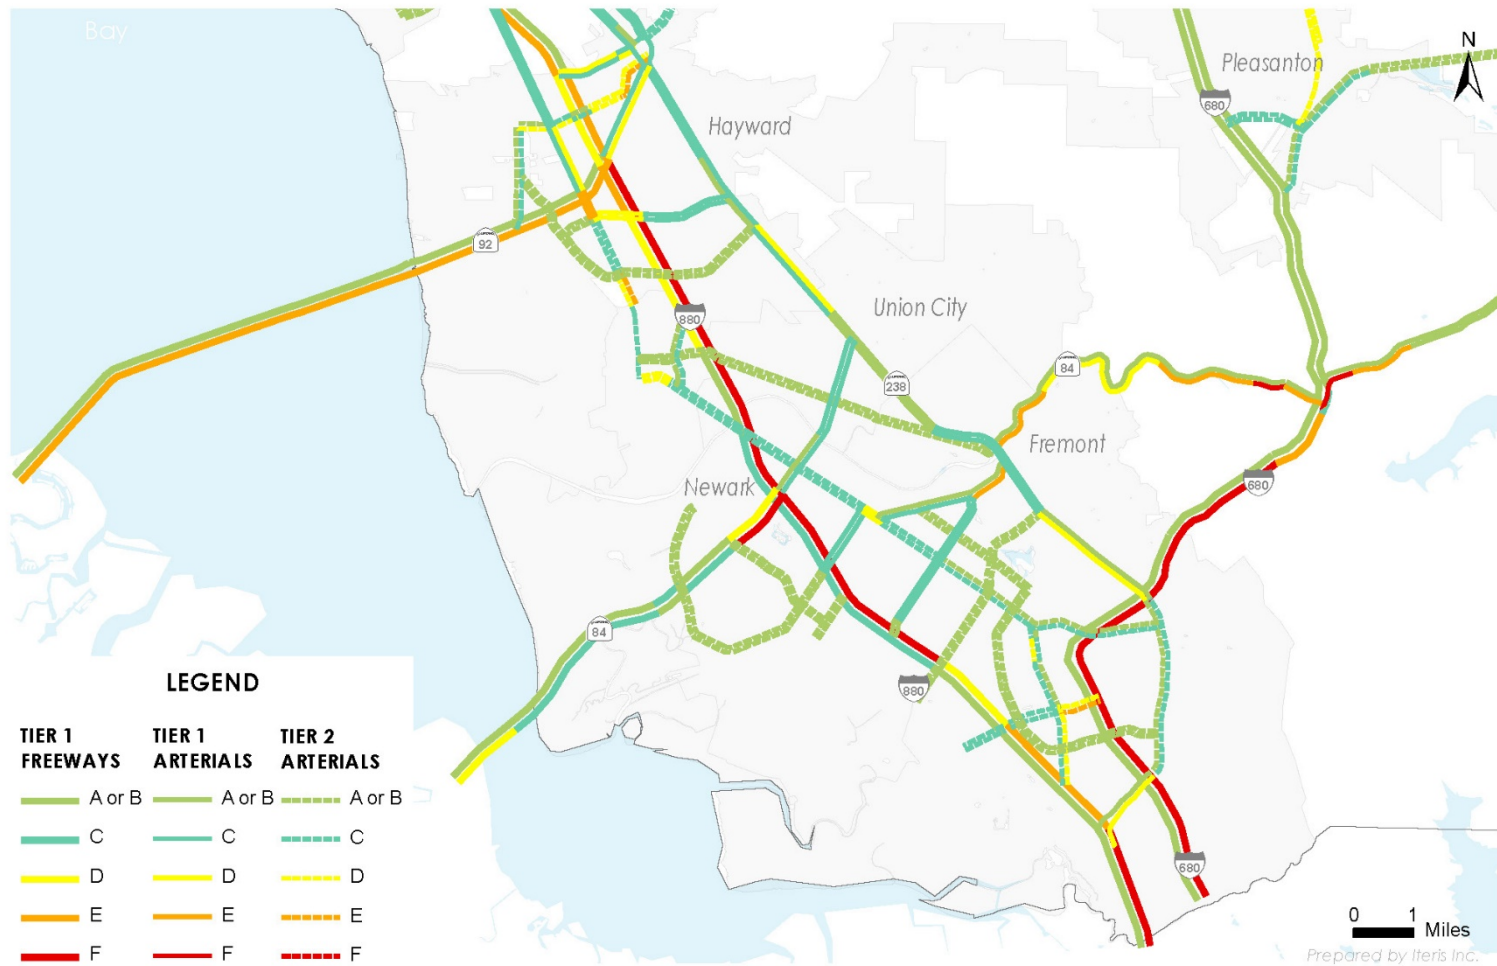 Bay
N
Pleasanton
680
Hayward
92
880
Union City
84
238
Fremont
Newark
680
84
880
680
LEGEND
TIER 1 FREEWAYS
TIER 1 ARTERIALS
TIER 2 ARTERIALS
A or B A or B A or B
C C C
D D D
E E E
F F F
0 1 Miles
Prepared by Iteris Inc.